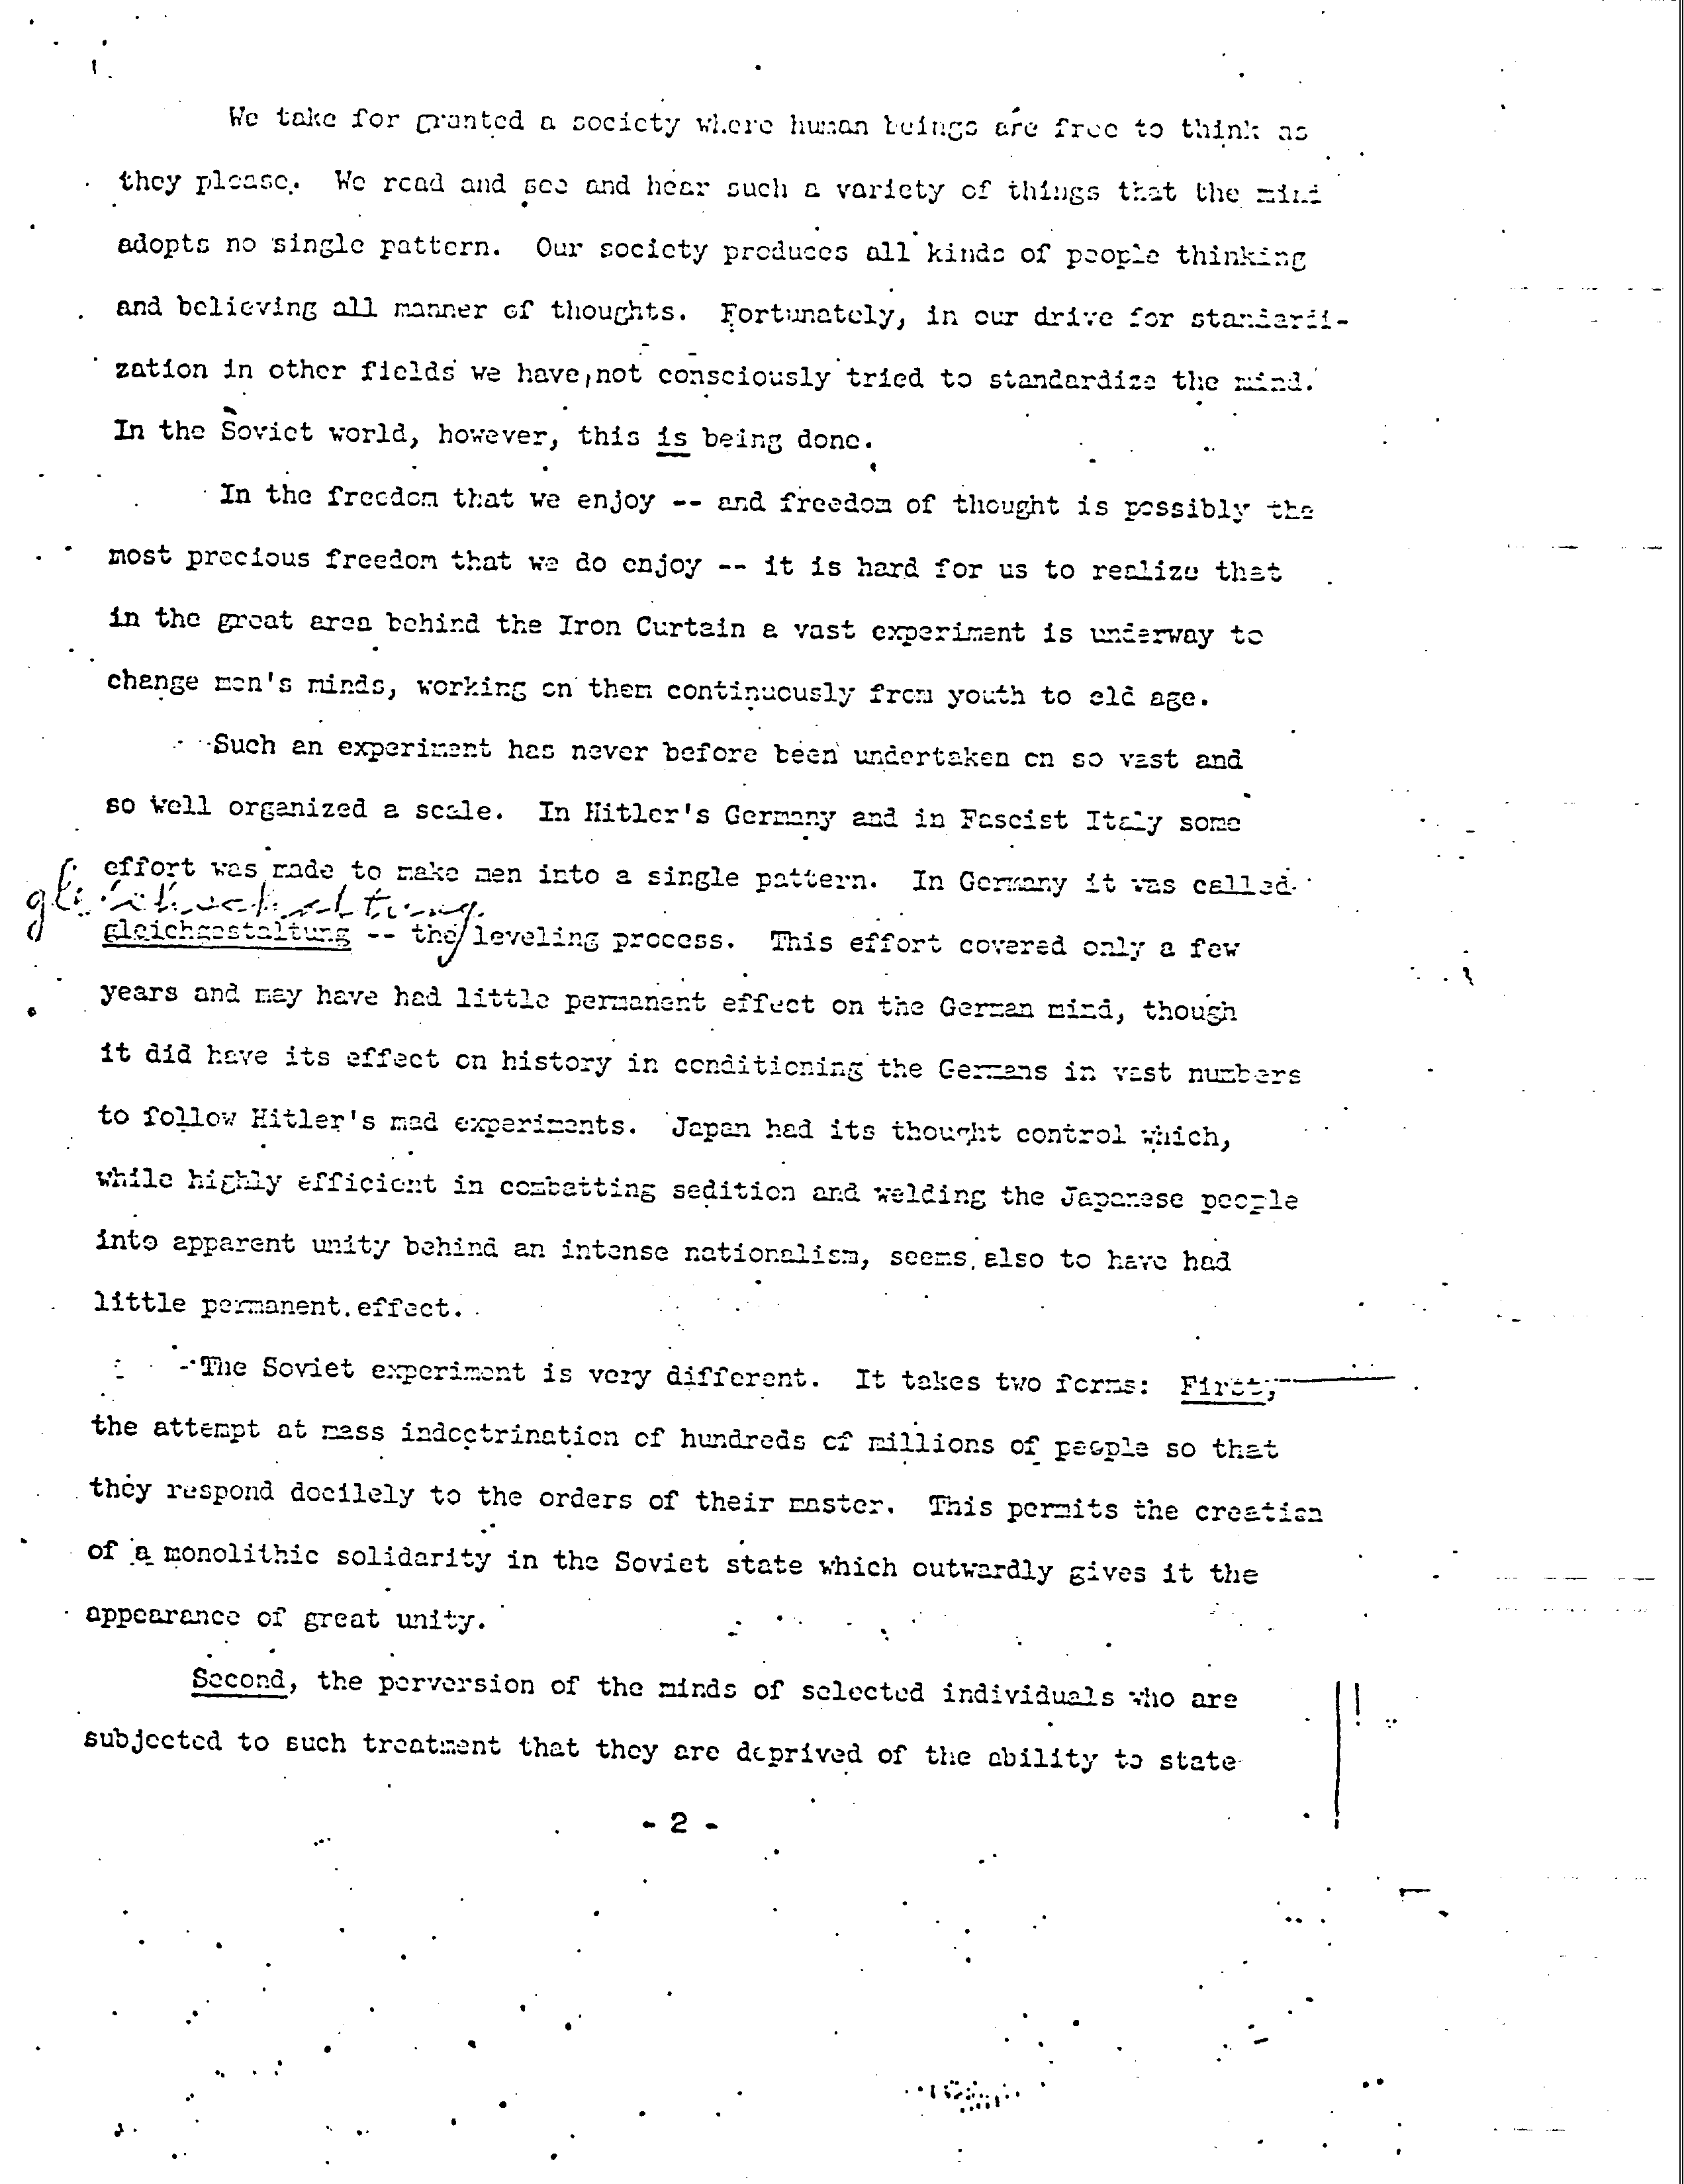 We take for granted a society where human beings are free to think as
they please. We read and see and hear such a variety of things that the mind
adopts no single pattern. Our society produces all kinds of people thinking
and believing all manner of thoughts. Fortunately, in our drive for standardi-
zation in other fields we have not consciously tried to standardize the mind.
In the Soviet world, however, this is being done.
In the freedom that we enjoy -- and freedom of thought is possibly the
most precious freedom that we do enjoy -- it is hard for us to realize that
in the great area behind the Iron Curtain a vast experiment is underway to
change men's minds, working on them continuously from youth to old age.
Such an experiment has never before been undertaken on so vast and
so well organized a scale. In Hitler's Germany and in Fascist Italy some
effort was made to make men into a single pattern. In Germany it was called
gleichgestaltung -- the leveling process. This effort covered only a few
years and may have had little permanent effect on the German mind, though
it did have its effect on history in conditioning the Germans in vast numbers
to follow Hitler's mad experiments. Japan had its thought control which,
while highly efficient in combatting sedition and welding the Japanese people
into apparent unity behind an intense nationalism, seems also to have had
little permanent effect.
The Soviet experiment is very different. It takes two forms: First,
the attempt at mass indoctrination of hundreds of millions of people so that
they respond docilely to the orders of their master. This permits the creation
of a monolithic solidarity in the Soviet state which outwardly gives it the
appearance of great unity.
Second, the perversion of the minds of selected individuals who are
subjected to such treatment that they are deprived of the ability to state
- 2 -